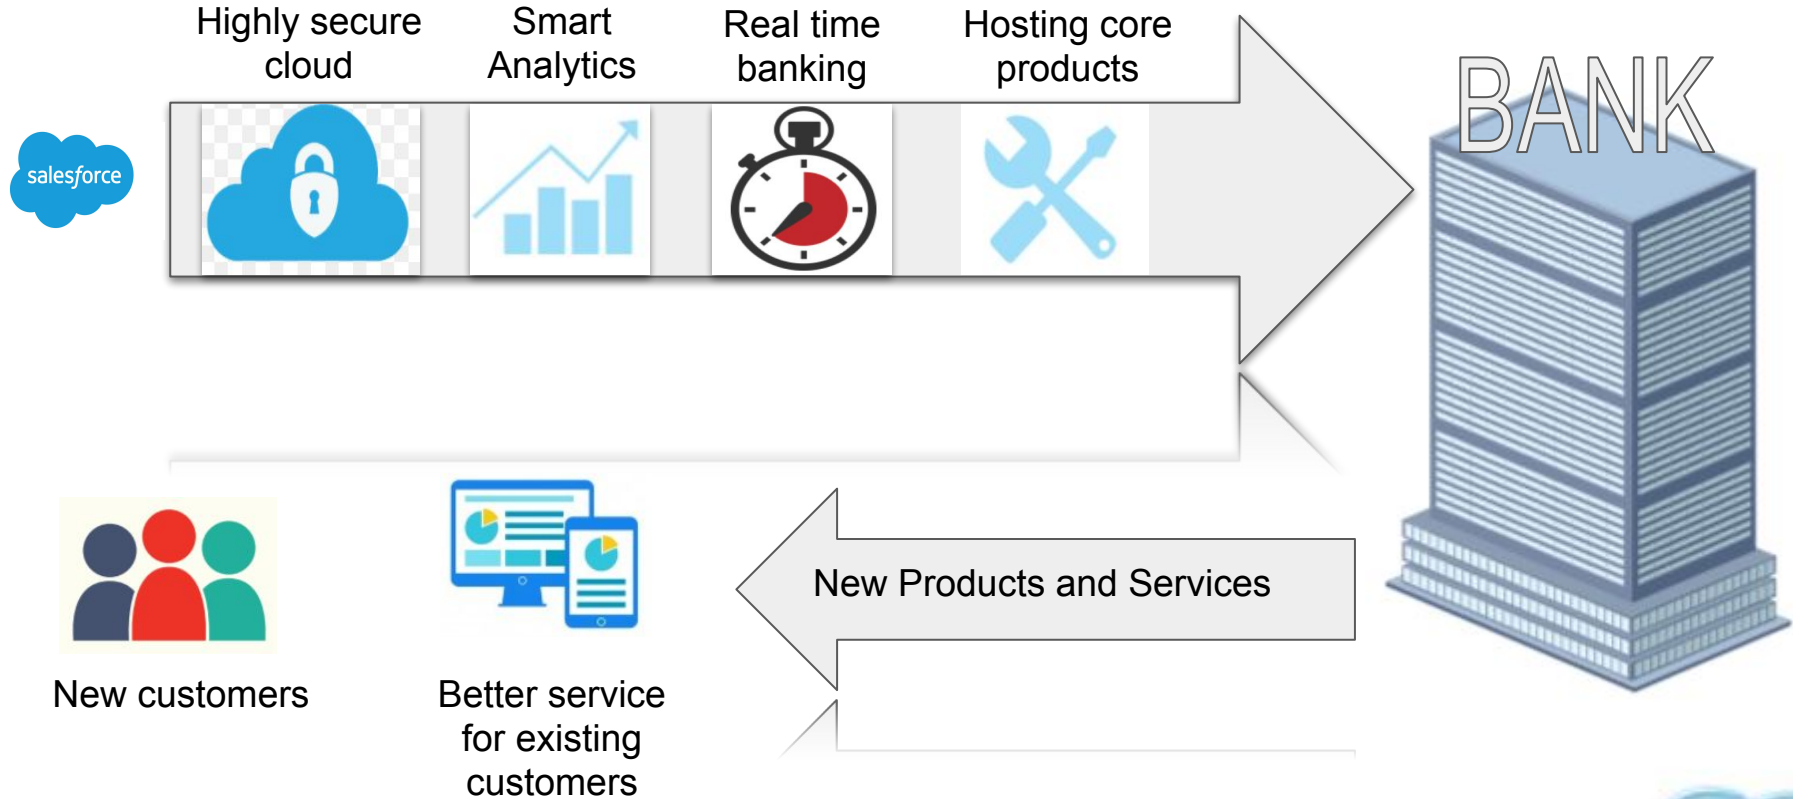 Highly secure
cloud
Smart
Analytics
Real time
banking
Hosting core
products
BANK
salesforce
New Products and Services
New customers
Better service
for existing
customers